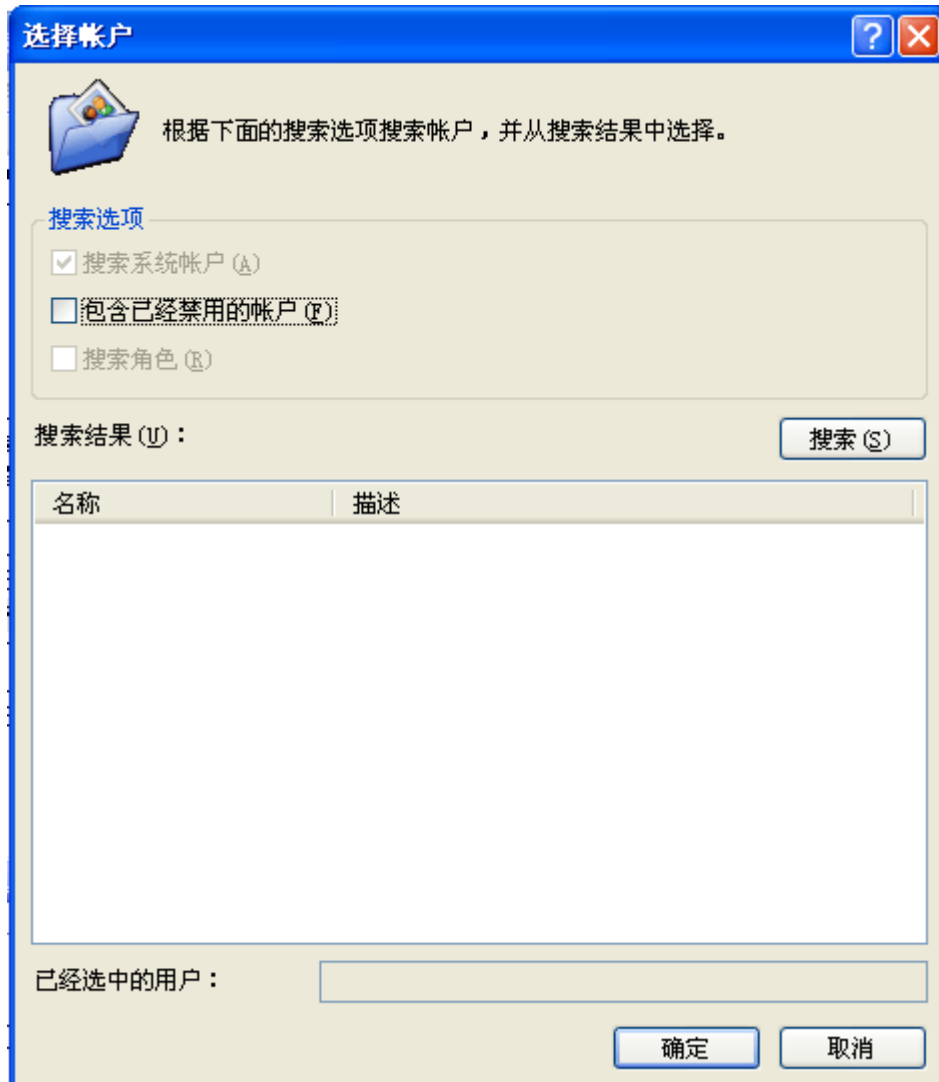 选择帐户
根据下面的搜索选项搜索帐户，并从搜索结果中选择。
搜索选项
搜索系统帐户(A)
包含已经禁用的帐户(F)
搜索角色(R)
搜索结果(U)：
搜索(S)
名称 描述
已经选中的用户：
确定 取消